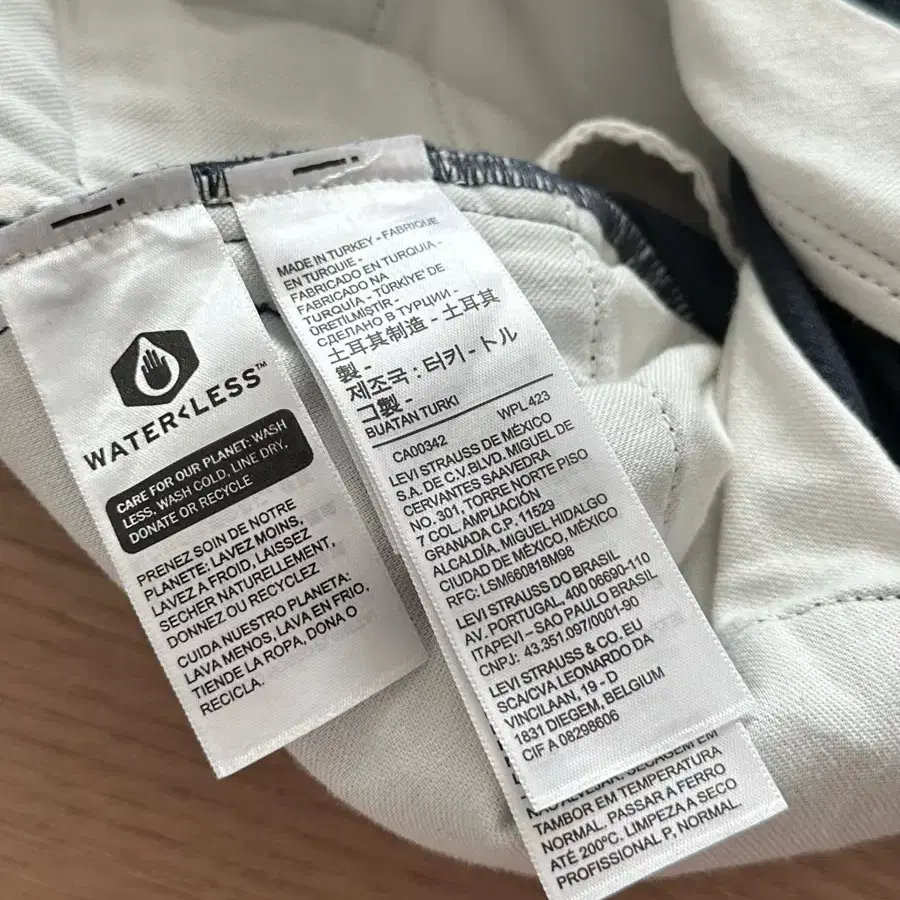 WATER<LESS™
CARE FOR OUR PLANET: WASH
LESS, WASH COLD, LINE DRY,
DONATE OR RECYCLE
PRENEZ SOIN DE NOTRE
PLANETE: LAVEZ MOINS,
LAVEZ A FROID, LAISSEZ
SECHER NATURELLEMENT,
DONNEZ OU RECYCLEZ
CUIDA NUESTRO PLANETA:
LAVA MENOS, LAVA EN FRIO,
TIENDE LA ROPA, DONA O
RECICLA.
MADE IN TURKEY - FABRIQUE
EN TURQUIE -
FABRICADO EN TURQUIA -
FABRICADO NA
TURQUIA - TÜRKIYE' DE
ÜRETILMIŞTIR -
СДЕЛАНО В ТУРЦИИ -
土耳其制造 - 土耳其
製 -
제조국 : 터키 - トル
コ製 -
BUATAN TURKI
CA00342 WPL 423
LEVI STRAUSS DE MÉXICO
S.A. DE C.V. BLVD. MIGUEL DE
CERVANTES SAAVEDRA
NO. 301, TORRE NORTE PISO
7 COL. AMPLIACIÓN
GRANADA C.P. 11529
ALCALDÍA. MIGUEL HIDALGO
CIUDAD DE MÉXICO, MÉXICO
RFC: LSM660818M98
LEVI STRAUSS DO BRASIL
AV. PORTUGAL, 400 06690-110
ITAPEVI – SAO PAULO BRASIL
CNPJ: 43.351.097/0001-90
LEVI STRAUSS & CO. EU
SCA/CVA LEONARDO DA
VINCILAAN, 19 - D
1831 DIEGEM, BELGIUM
CIF A 08298606
NÃO ALVEJAR. SECAGEM EM
TAMBOR EM TEMPERATURA
NORMAL. PASSAR A FERRO
ATÉ 200ºC. LIMPEZA A SECO
PROFISSIONAL P, NORMAL.